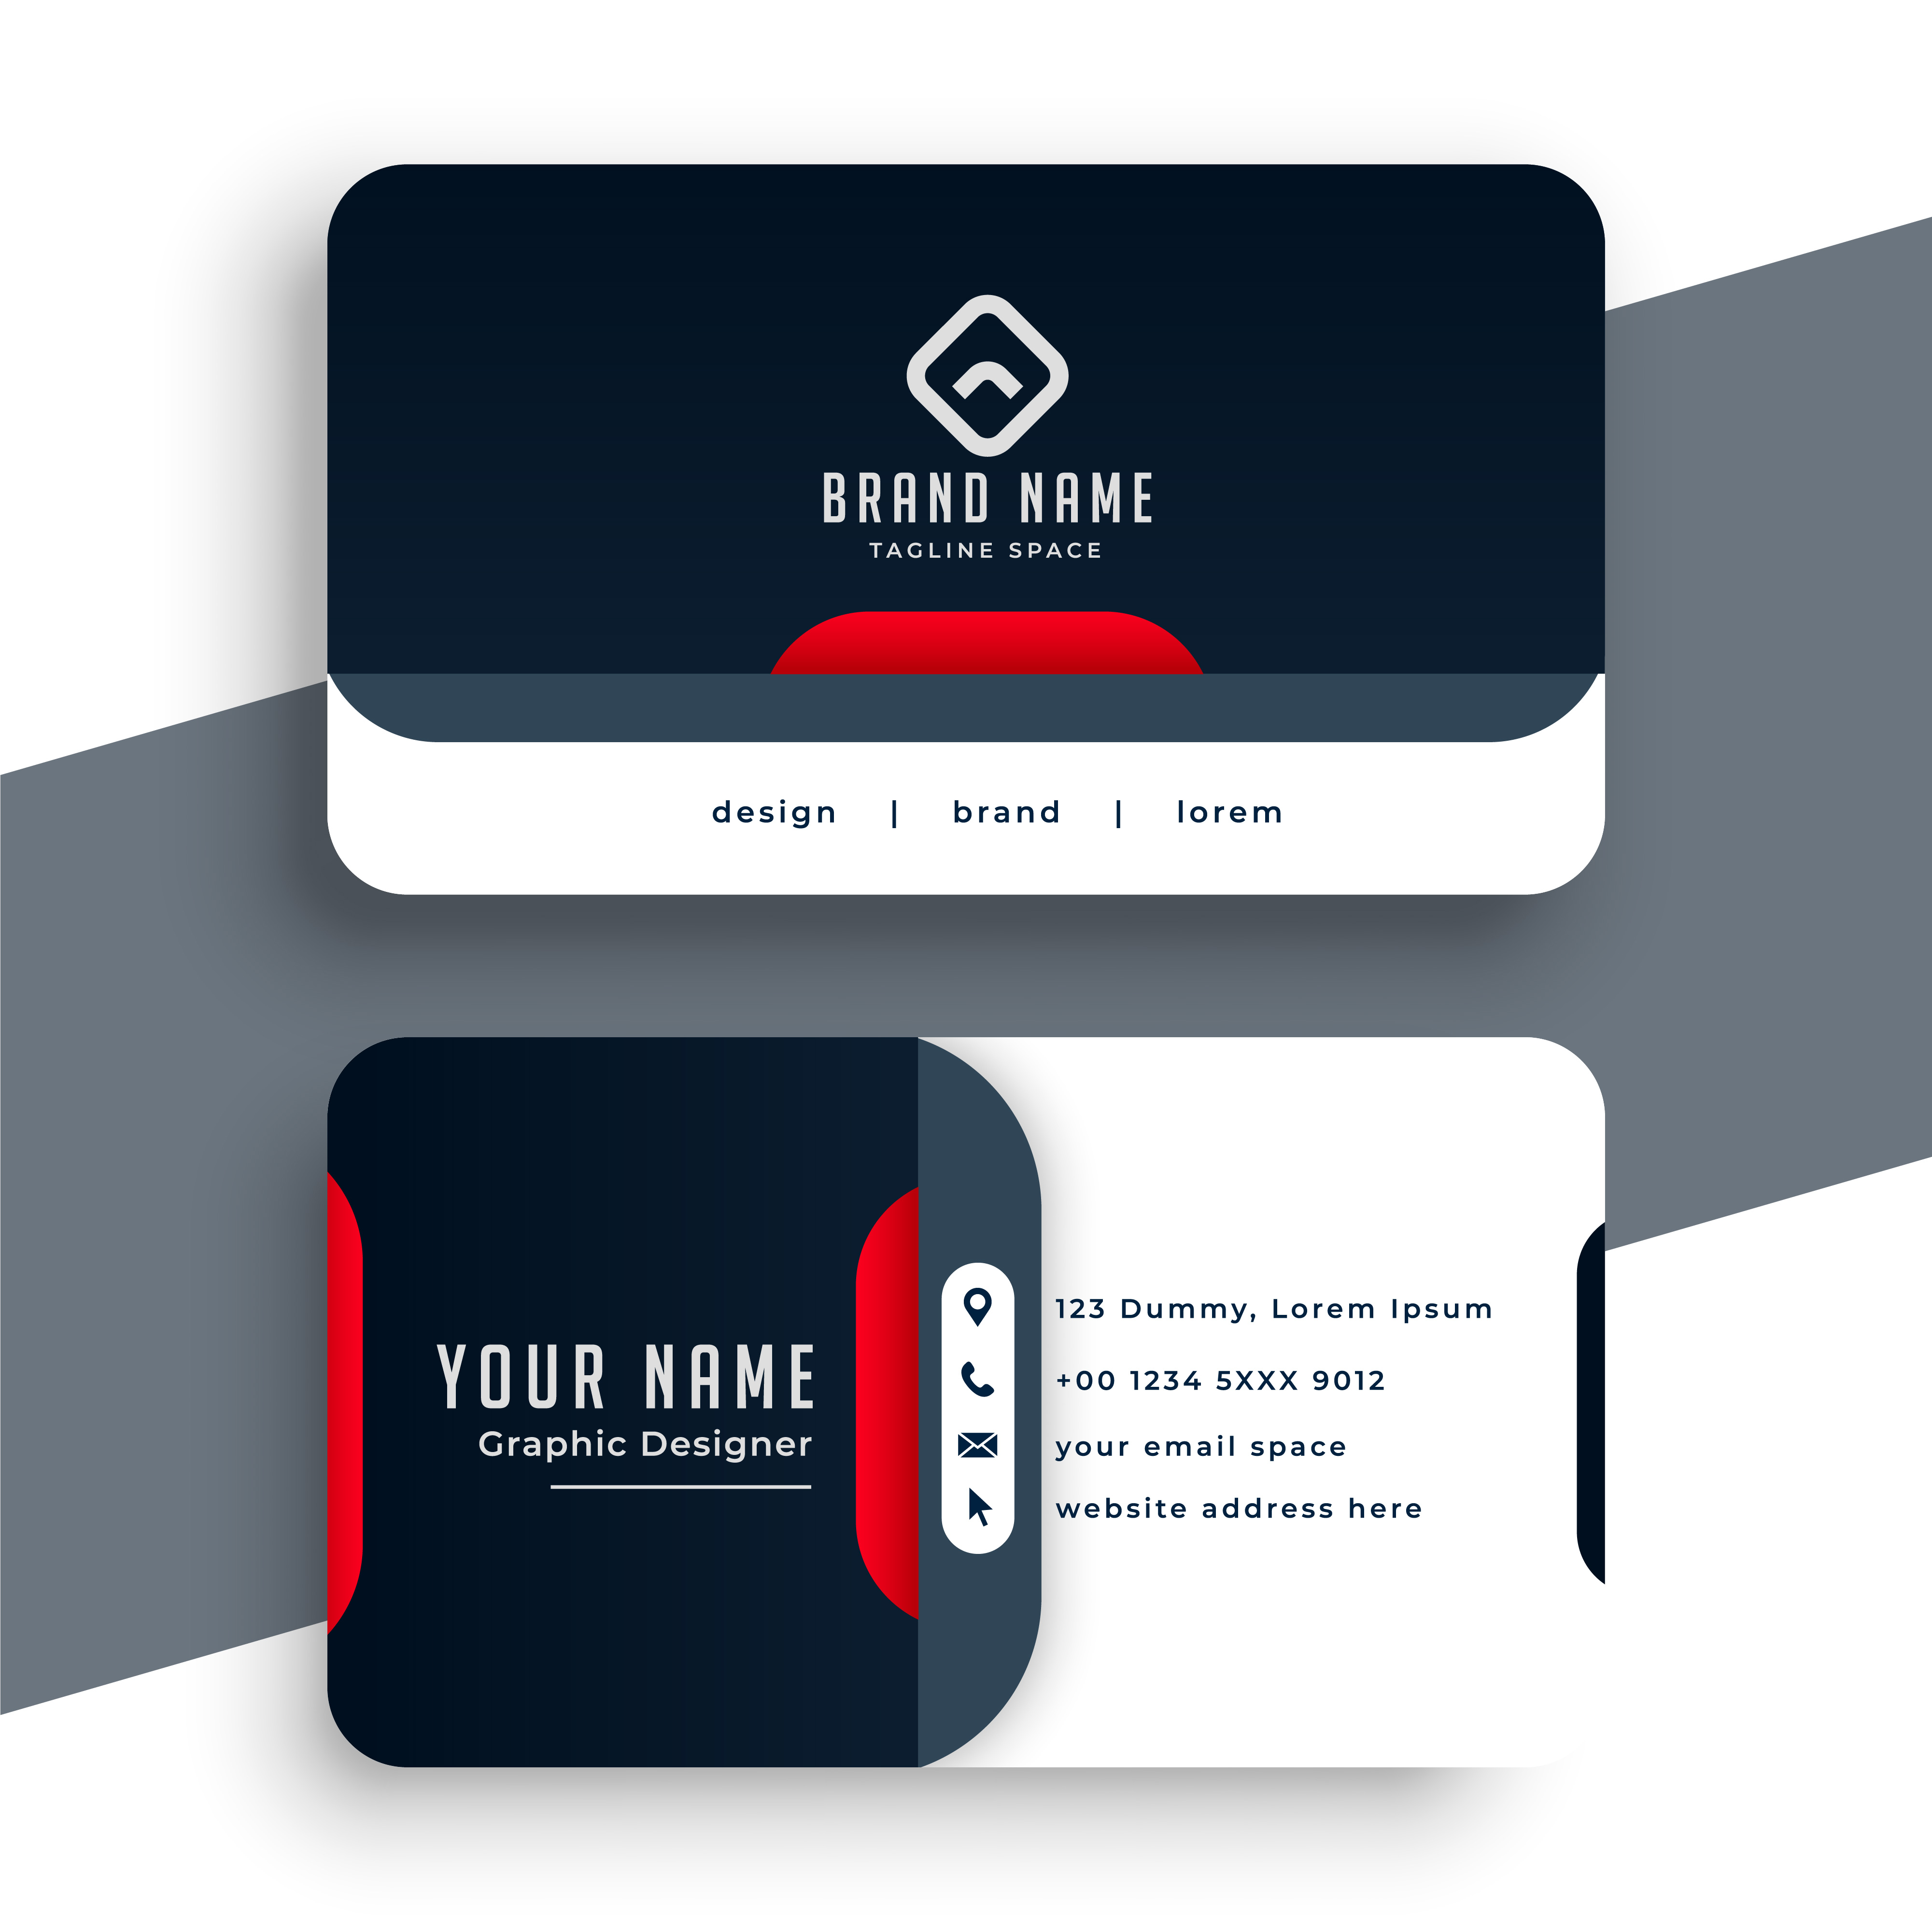 BRAND NAME
TAGLINE SPACE
design | brand | lorem
YOUR NAME
Graphic Designer
123 Dummy, Lorem Ipsum
+00 1234 5XXX 9012
your email space
website address here